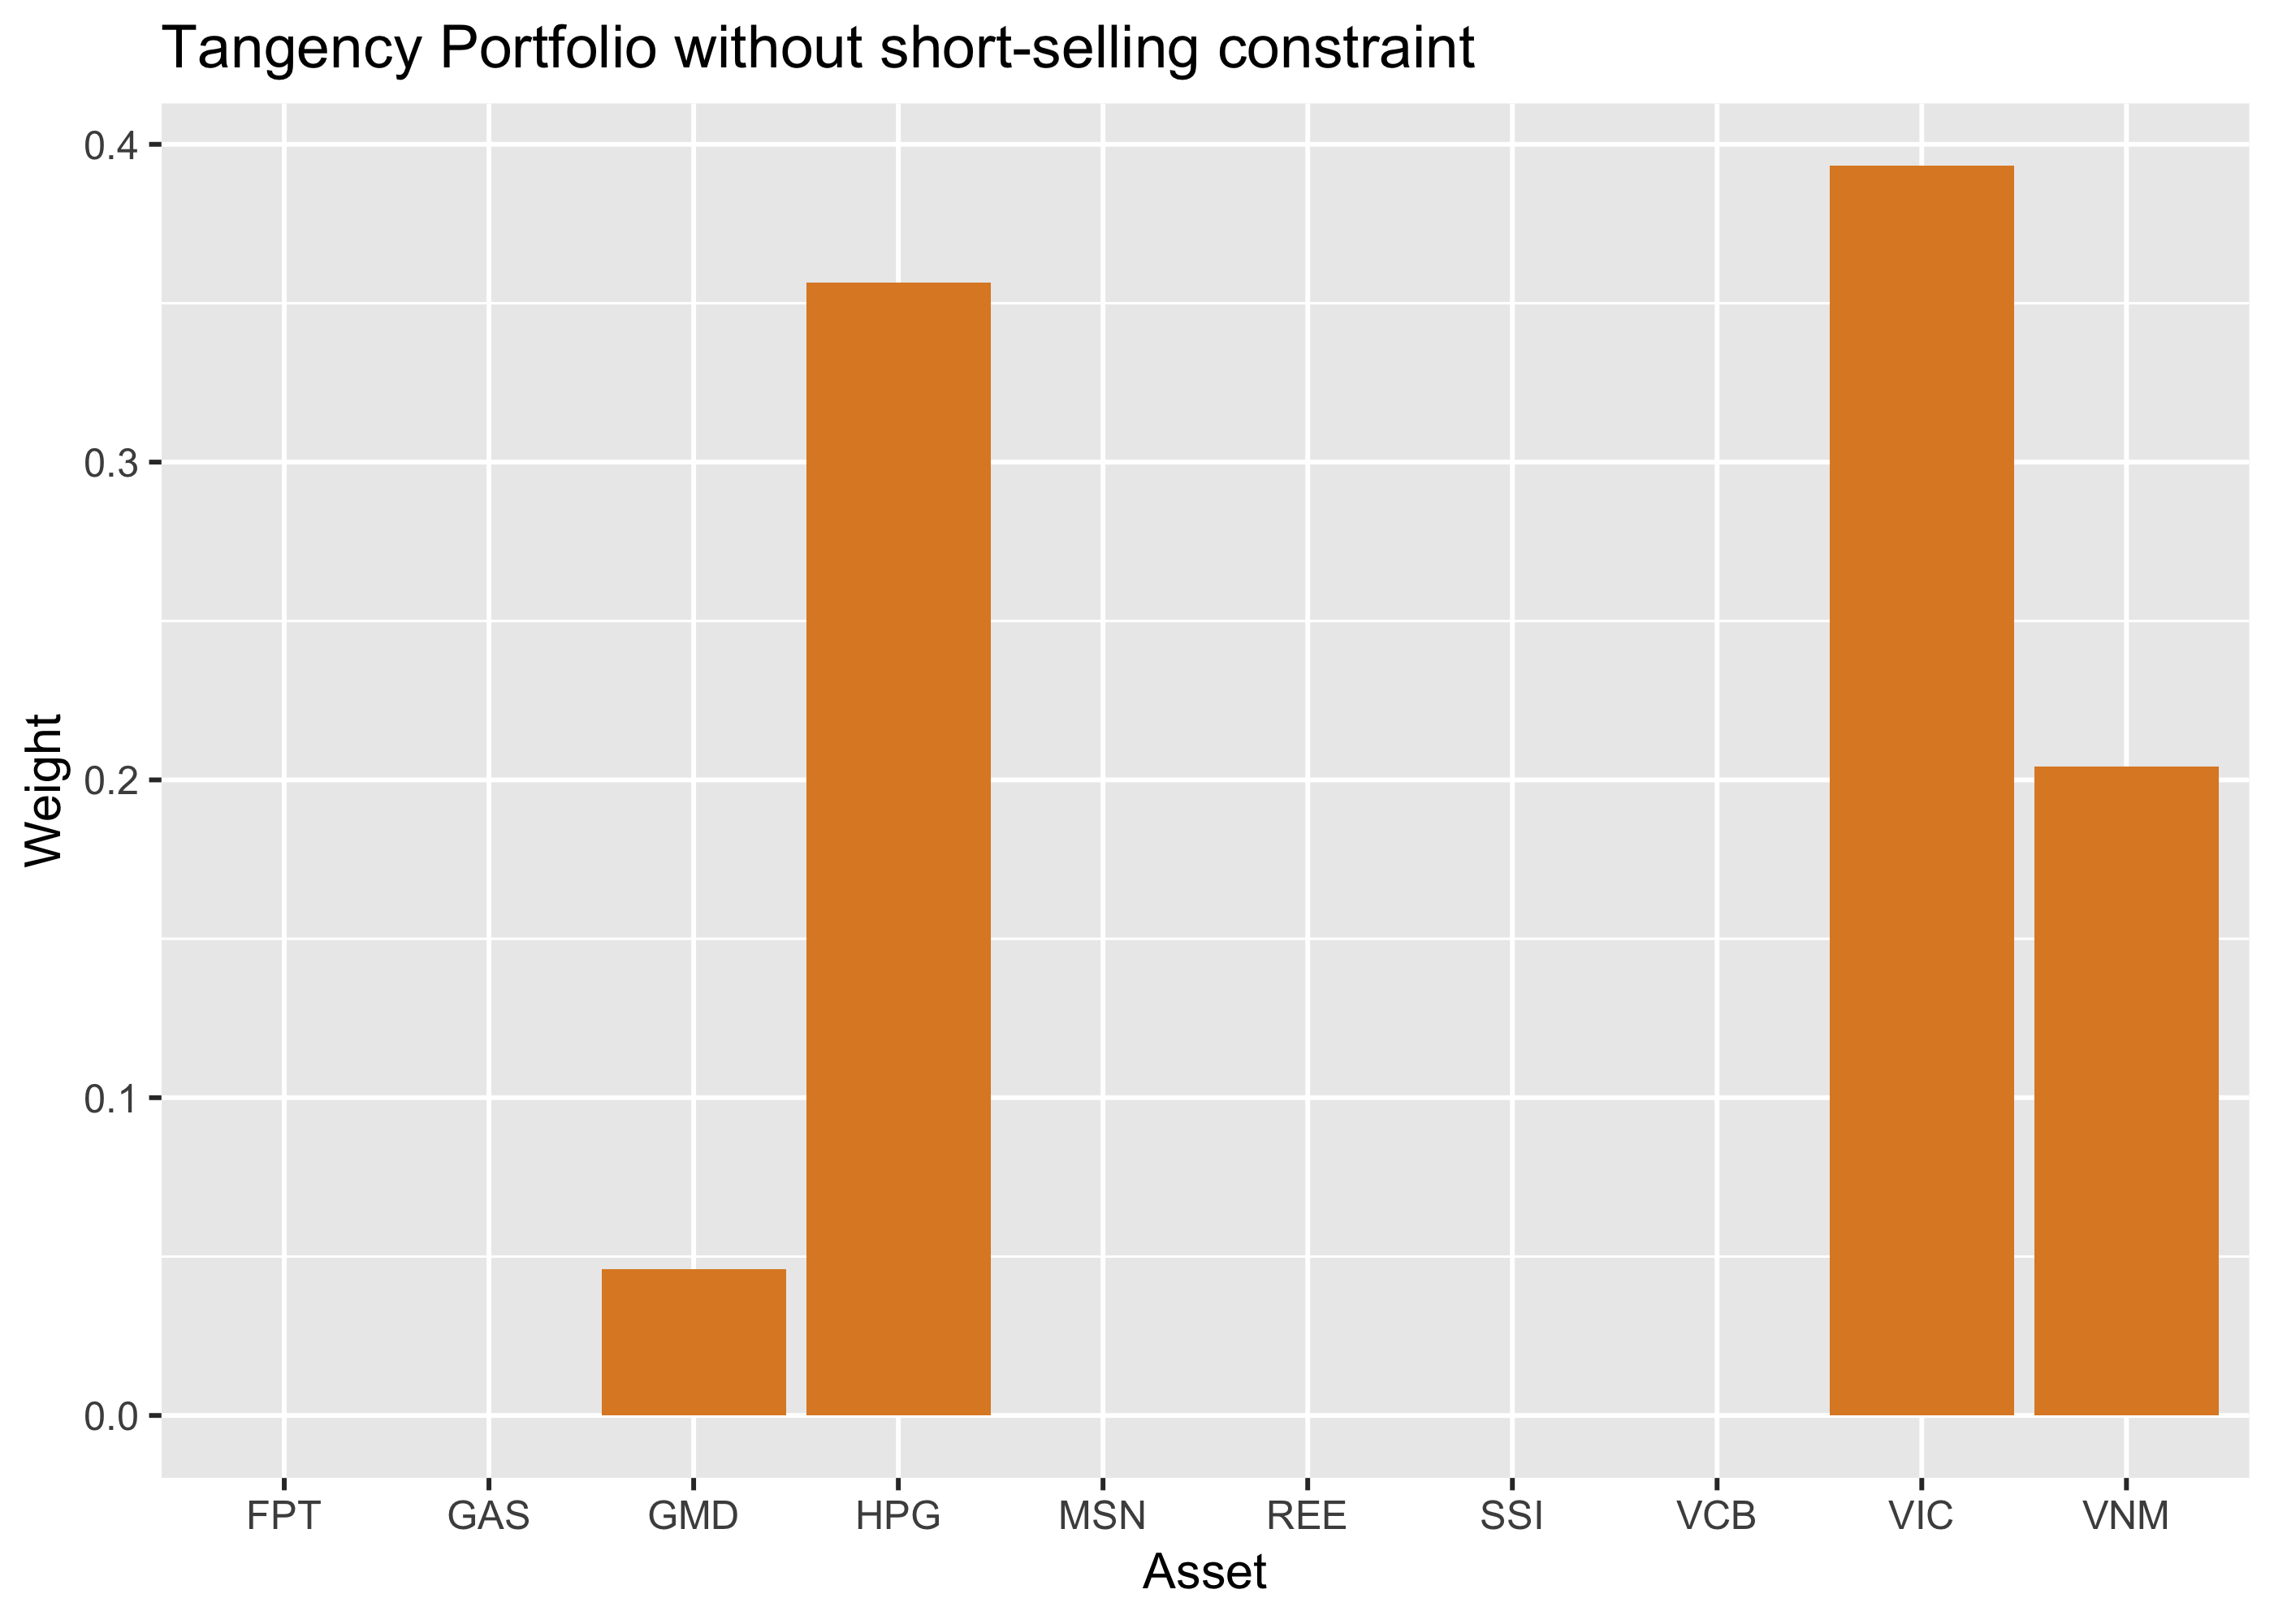 Tangency Portfolio without short-selling constraint
0.4
0.3
0.2
0.1
0.0
Weight
FPT GAS GMD HPG MSN REE SSI VCB VIC VNM
Asset